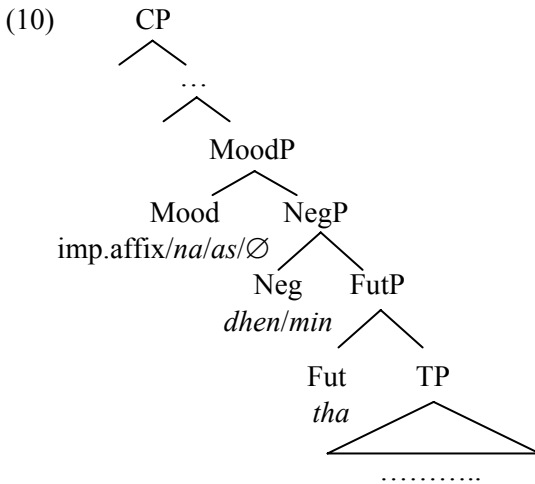 (10) CP
…
MoodP
Mood NegP
imp.affix/na/as/∅
Neg FutP
dhen/min
Fut TP
tha
………..